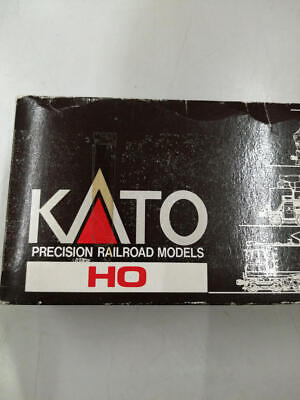 KATO
PRECISION RAILROAD MODELS
HO